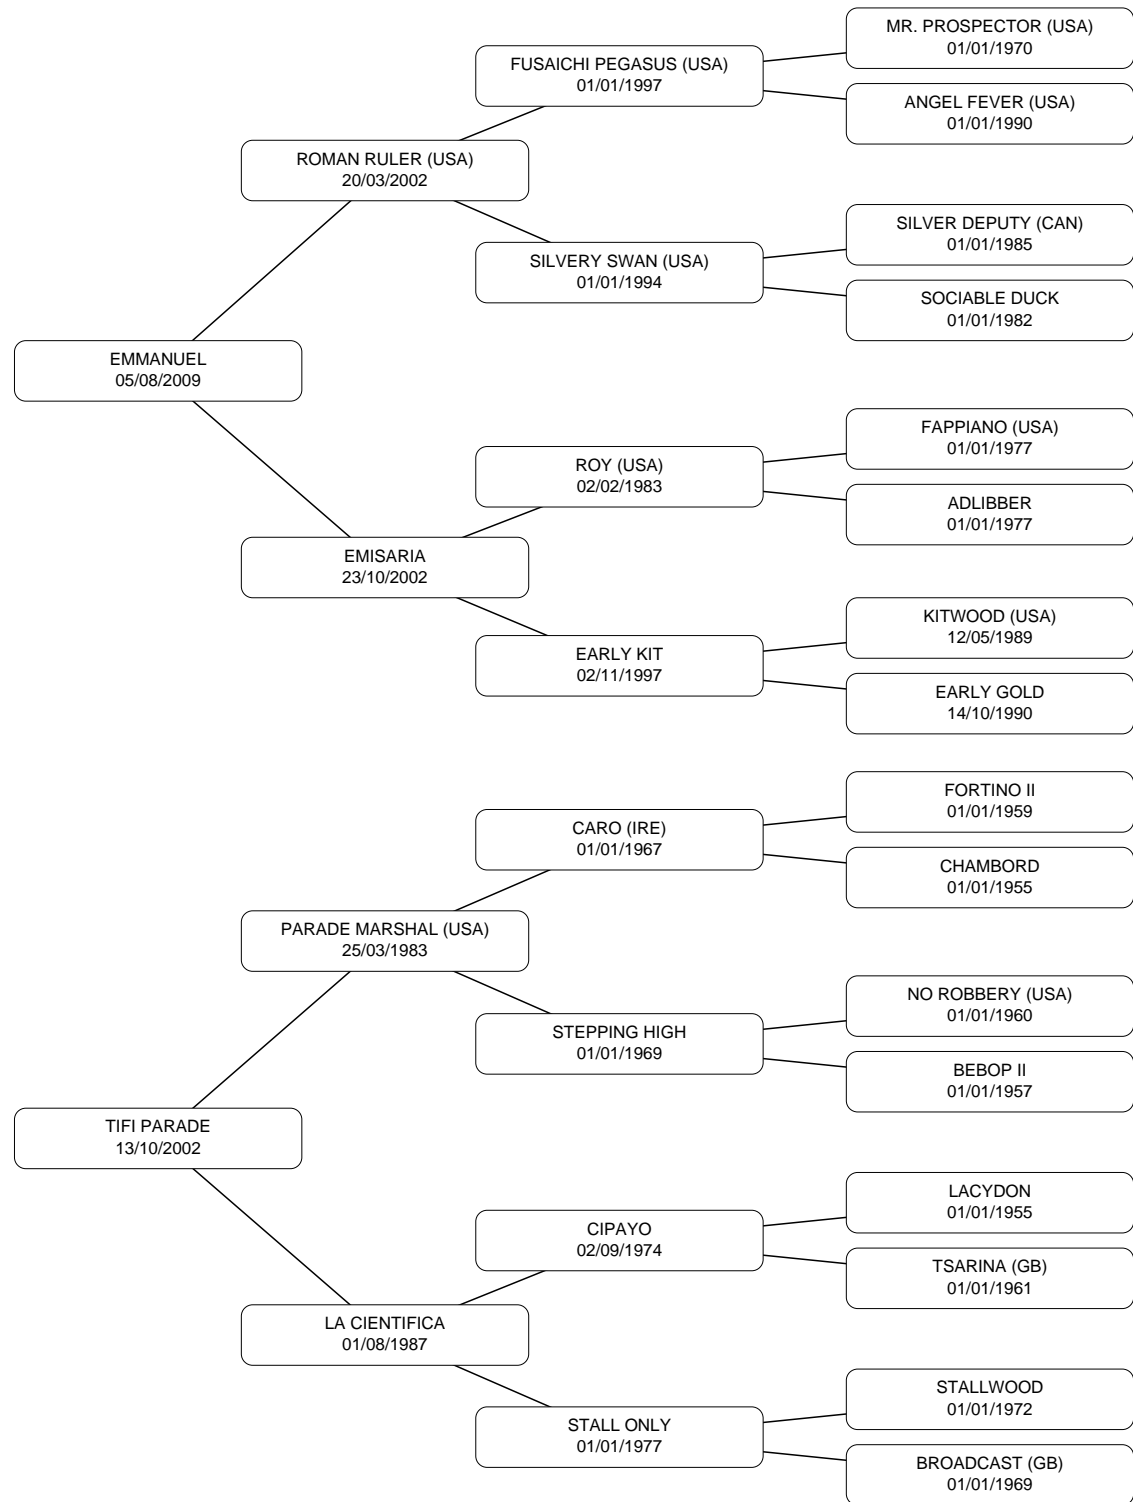 MR. PROSPECTOR (USA)
01/01/1970
FUSAICHI PEGASUS (USA)
01/01/1997
ANGEL FEVER (USA)
01/01/1990
ROMAN RULER (USA)
20/03/2002
SILVER DEPUTY (CAN)
01/01/1985
SILVERY SWAN (USA)
01/01/1994
SOCIABLE DUCK
01/01/1982
EMMANUEL
05/08/2009
FAPPIANO (USA)
01/01/1977
ROY (USA)
02/02/1983
ADLIBBER
01/01/1977
EMISARIA
23/10/2002
KITWOOD (USA)
12/05/1989
EARLY KIT
02/11/1997
EARLY GOLD
14/10/1990
FORTINO II
01/01/1959
CARO (IRE)
01/01/1967
CHAMBORD
01/01/1955
PARADE MARSHAL (USA)
25/03/1983
NO ROBBERY (USA)
01/01/1960
STEPPING HIGH
01/01/1969
BEBOP II
01/01/1957
TIFI PARADE
13/10/2002
LACYDON
01/01/1955
CIPAYO
02/09/1974
TSARINA (GB)
01/01/1961
LA CIENTIFICA
01/08/1987
STALLWOOD
01/01/1972
STALL ONLY
01/01/1977
BROADCAST (GB)
01/01/1969